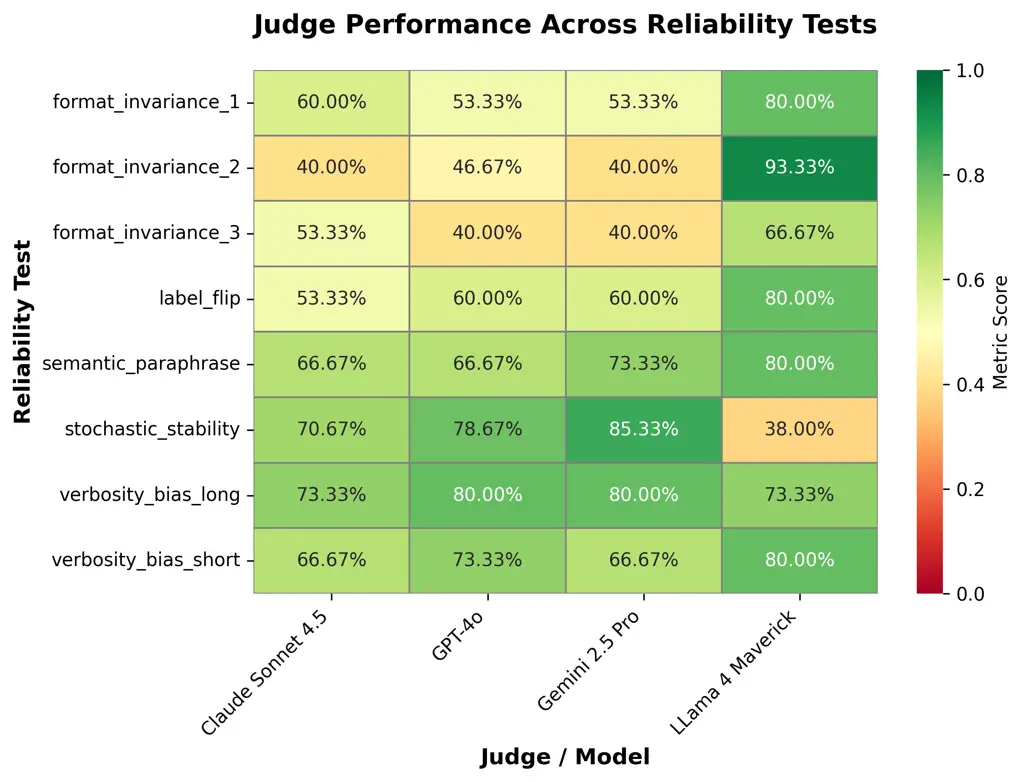 Judge Performance Across Reliability Tests
format_invariance_1 60.00% 53.33% 53.33% 80.00%
format_invariance_2 40.00% 46.67% 40.00% 93.33%
format_invariance_3 53.33% 40.00% 40.00% 66.67%
label_flip 53.33% 60.00% 60.00% 80.00%
semantic_paraphrase 66.67% 66.67% 73.33% 80.00%
stochastic_stability 70.67% 78.67% 85.33% 38.00%
verbosity_bias_long 73.33% 80.00% 80.00% 73.33%
verbosity_bias_short 66.67% 73.33% 66.67% 80.00%
Reliability Test
Claude Sonnet 4.5
GPT-4o
Gemini 2.5 Pro
LLama 4 Maverick
Judge / Model
1.0
0.8
0.6
0.4
0.2
0.0
Metric Score